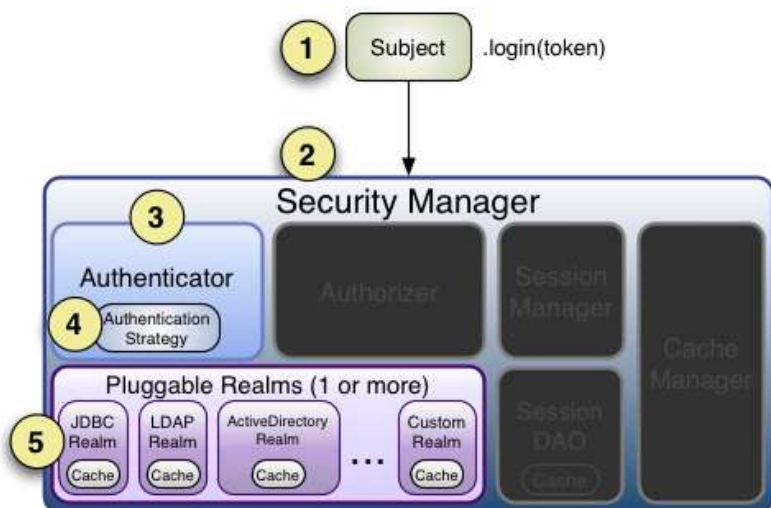 1
Subject
.login(token)
2
Security Manager
3
Authenticator
4
Authentication
Strategy
Authorizer
Session
Manager
Cache
Manager
Pluggable Realms (1 or more)
5
JDBC
Realm
Cache
LDAP
Realm
Cache
ActiveDirectory
Realm
Cache
...
Custom
Realm
Cache
Session
DAO
Cache